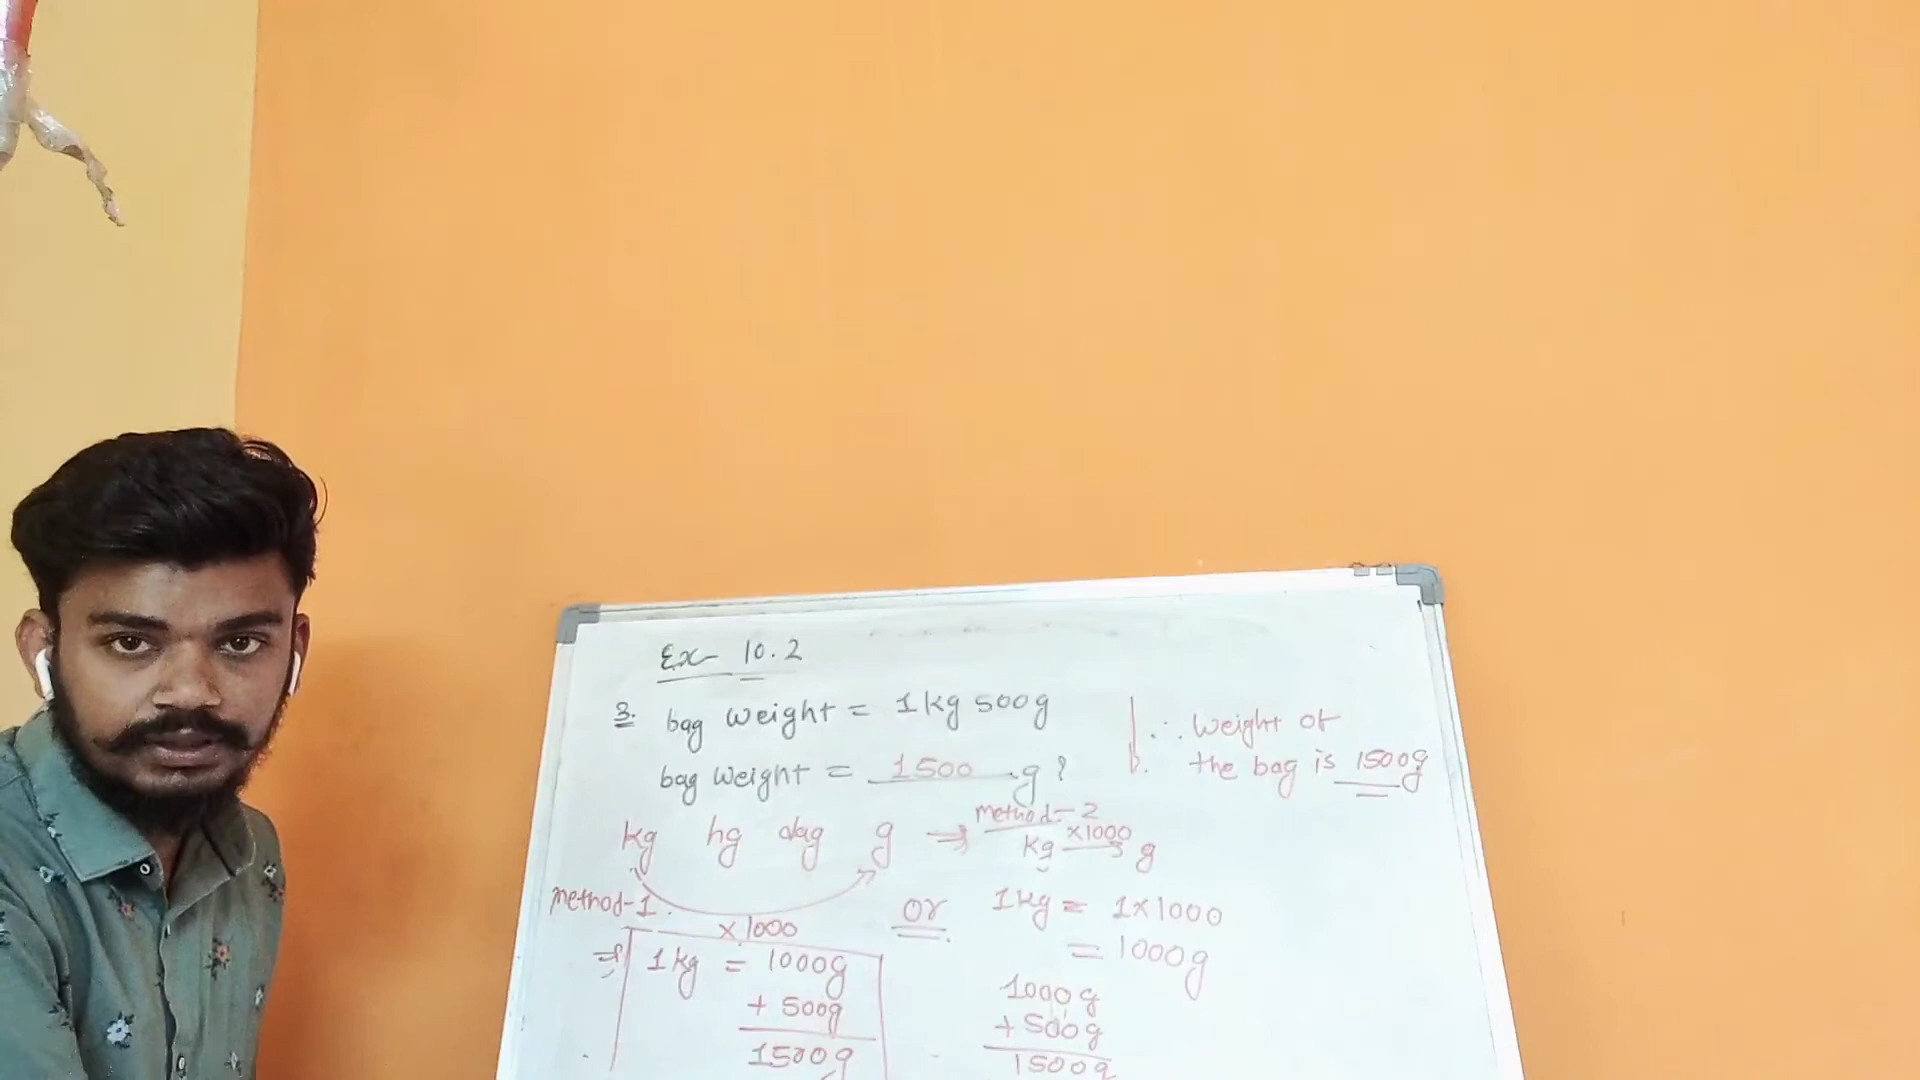 Ex- 10.2
3. bag weight = 1kg 500g
bag weight = 1500 g?
∴ weight of
the bag is 1500g
kg hg dag g ⇒
method-1
×1000
⇒ 1kg = 1000g
+ 500g
1500g
or
method:-2
kg ×1000 → g
1kg = 1×1000
= 1000g
1000g
+500g
1500g